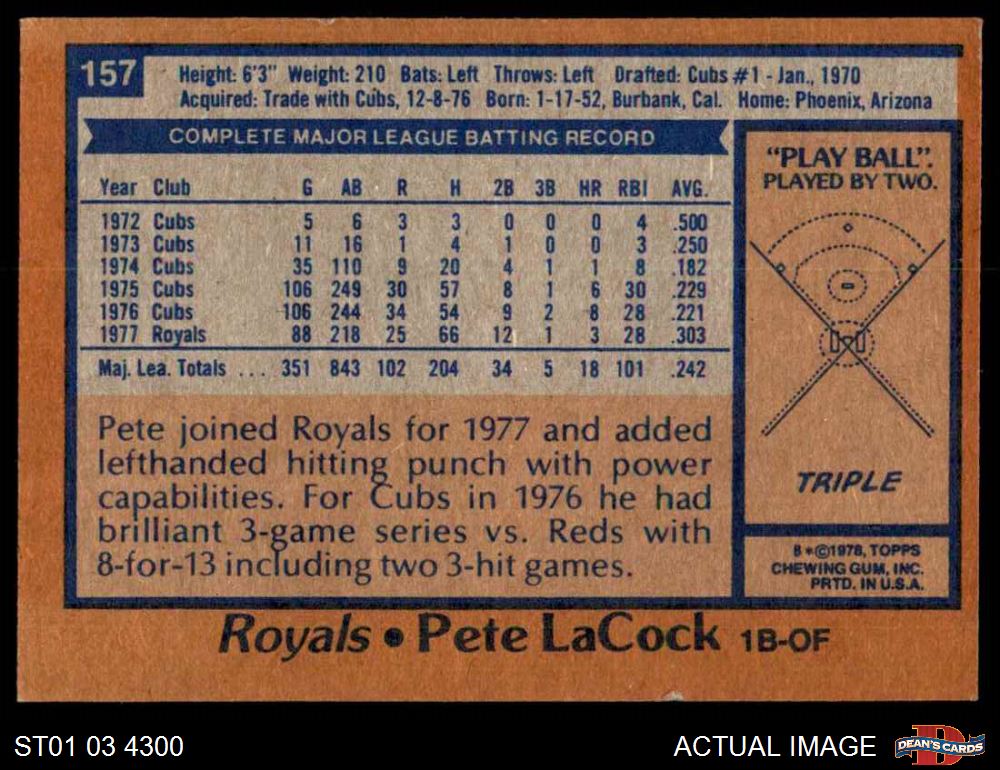 157
Height: 6'3" Weight: 210 Bats: Left Throws: Left Drafted: Cubs #1 - Jan., 1970
Acquired: Trade with Cubs, 12-8-76 Born: 1-17-52, Burbank, Cal. Home: Phoenix, Arizona
COMPLETE MAJOR LEAGUE BATTING RECORD
Year Club G AB R H 2B 3B HR RBI AVG.
1972 Cubs 5 6 3 3 0 0 0 4 .500
1973 Cubs 11 16 1 4 1 0 0 3 .250
1974 Cubs 35 110 9 20 4 1 1 8 .182
1975 Cubs 106 249 30 57 8 1 6 30 .229
1976 Cubs 106 244 34 54 9 2 8 28 .221
1977 Royals 88 218 25 66 12 1 3 28 .303
Maj. Lea. Totals ... 351 843 102 204 34 5 18 101 .242
Pete joined Royals for 1977 and added
lefthanded hitting punch with power
capabilities. For Cubs in 1976 he had
brilliant 3-game series vs. Reds with
8-for-13 including two 3-hit games.
"PLAY BALL".
PLAYED BY TWO.
TRIPLE
B*©1978, TOPPS
CHEWING GUM, INC.
PRTD. IN U.S.A.
Royals • Pete LaCock 1B-OF
ST01 03 4300
ACTUAL IMAGE
DEAN'S CARDS